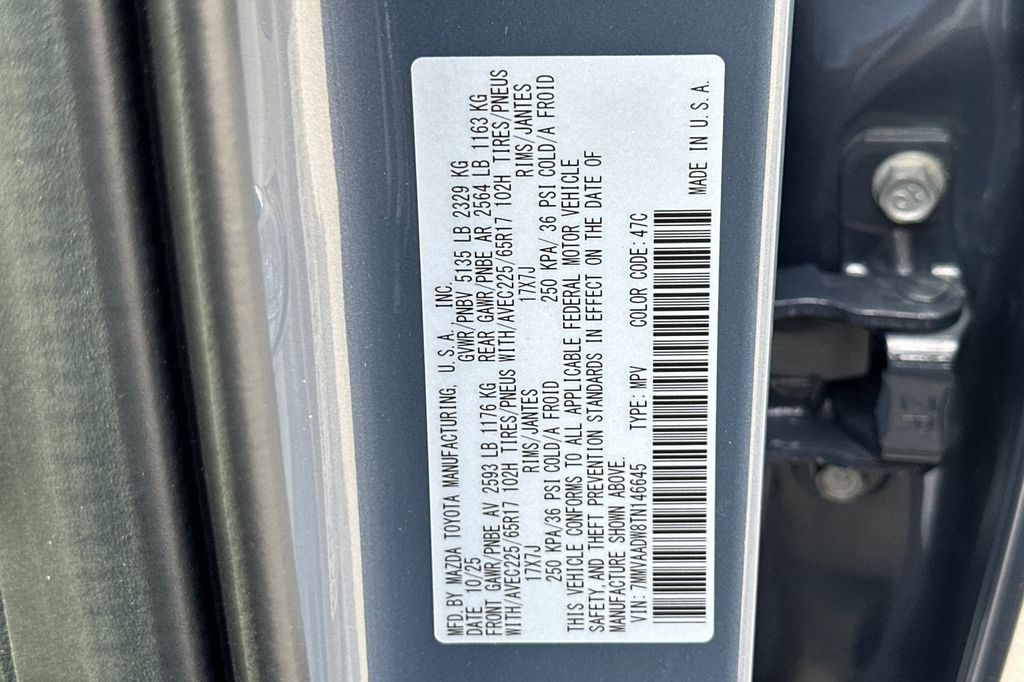 MFD. BY MAZDA TOYOTA MANUFACTURING, U.S.A. INC.
DATE 10/25 GVWR/PNBV 5135 LB 2329 KG
FRONT GAWR/PNBE AV 2593 LB 1176 KG REAR GAWR/PNBE AR 2564 LB 1163 KG
WITH/AVEC225/65R17 102H TIRES/PNEUS WITH/AVEC225/65R17 102H TIRES/PNEUS
17X7J RIMS/JANTES 17X7J RIMS/JANTES
250 KPA/36 PSI COLD/A FROID 250 KPA/ 36 PSI COLD/A FROID
THIS VEHICLE CONFORMS TO ALL APPLICABLE FEDERAL MOTOR VEHICLE
SAFETY, AND THEFT PREVENTION STANDARDS IN EFFECT ON THE DATE OF
MANUFACTURE SHOWN ABOVE.
VIN: 7MMVAADW8TN146645 TYPE: MPV COLOR CODE: 47C
MADE IN U.S.A.